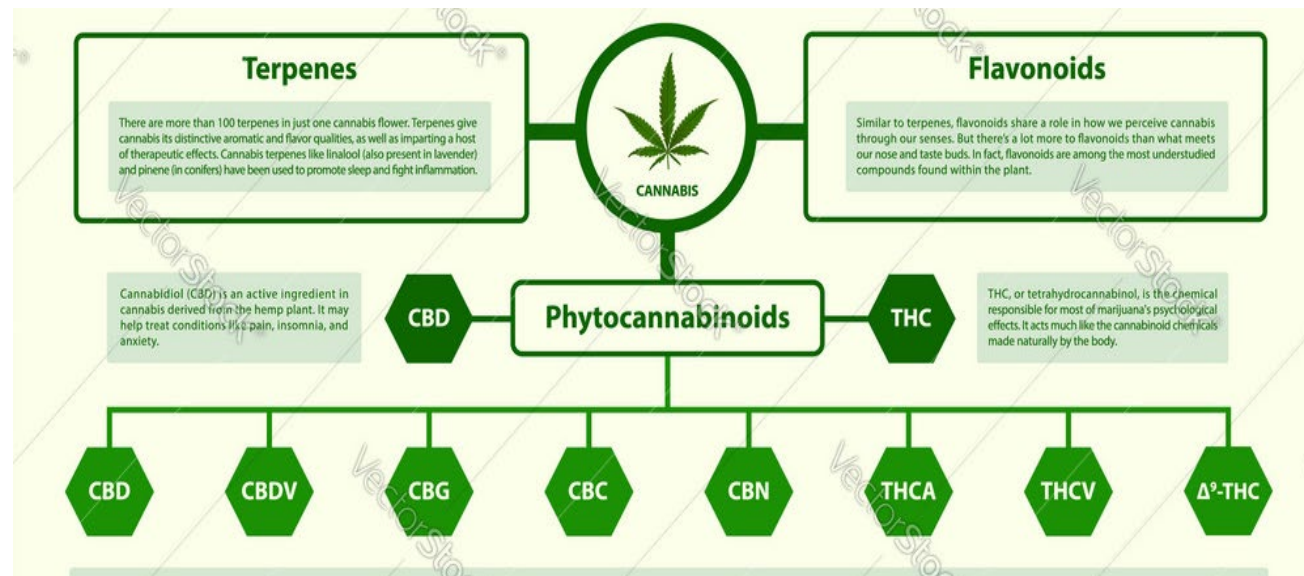 Terpenes
There are more than 100 terpenes in just one cannabis flower. Terpenes give
cannabis its distinctive aromatic and flavor qualities, as well as imparting a host
of therapeutic effects. Cannabis terpenes like linalool (also present in lavender)
and pinene (in conifers) have been used to promote sleep and fight inflammation.
CANNABIS
Flavonoids
Similar to terpenes, flavonoids share a role in how we perceive cannabis
through our senses. But there's a lot more to flavonoids than what meets
our nose and taste buds. In fact, flavonoids are among the most understudied
compounds found within the plant.
Cannabidiol (CBD) is an active ingredient in
cannabis derived from the hemp plant. It may
help treat conditions like pain, insomnia, and
anxiety.
CBD
Phytocannabinoids
THC
THC, or tetrahydrocannabinol, is the chemical
responsible for most of marijuana's psychological
effects. It acts much like the cannabinoid chemicals
made naturally by the body.
CBD
CBDV
CBG
CBC
CBN
THCA
THCV
Δ⁹-THC
VectorStock®
VectorStock®
VectorStock®
VectorStock®
VectorStock®
VectorStock®
VectorStock®